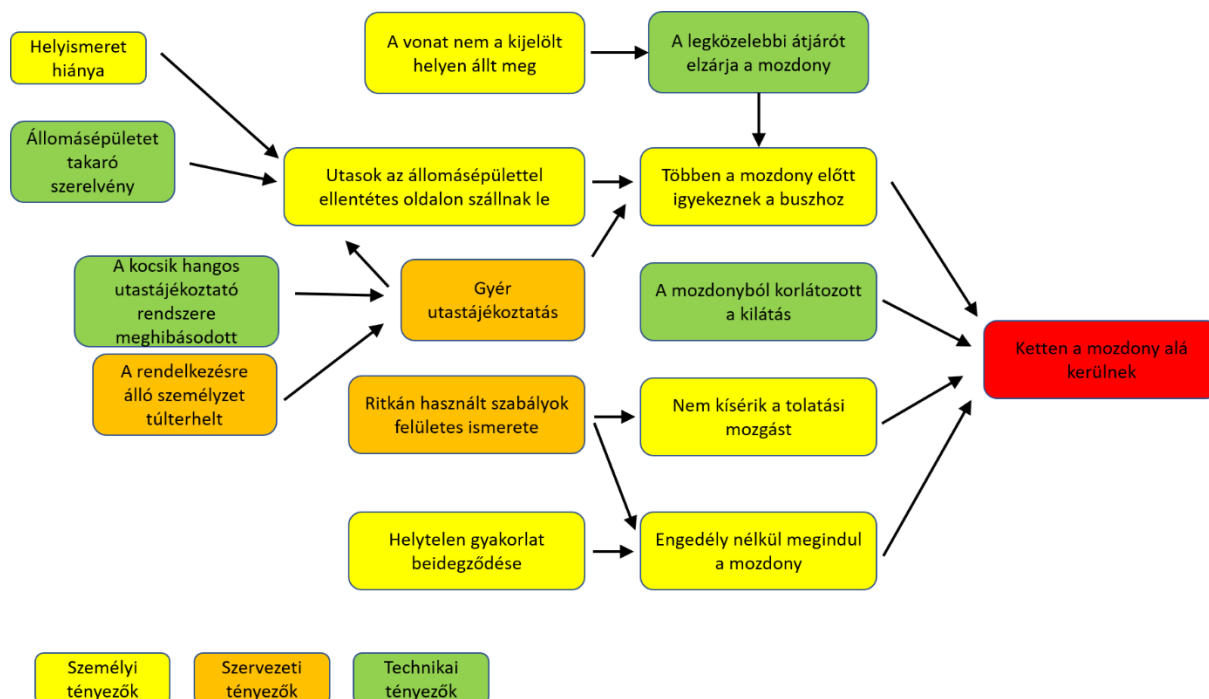 Helyismeret
hiánya
A vonat nem a kijelölt
helyen állt meg
A legközelebbi átjárót
elzárja a mozdony
Állomásépületet
takaró
szerelvény
Utasok az állomásépülettel
ellentétes oldalon szállnak le
Többen a mozdony előtt
igyekeznek a buszhoz
A kocsik hangos
utastájékoztató
rendszere
meghibásodott
Gyér
utastájékoztatás
A mozdonyból korlátozott
a kilátás
Ketten a mozdony alá
kerülnek
A rendelkezésre
álló személyzet
túlterhelt
Ritkán használt szabályok
felületes ismerete
Nem kísérik a tolatási
mozgást
Helytelen gyakorlat
beidegződése
Engedély nélkül megindul
a mozdony
Személyi
tényezők
Szervezeti
tényezők
Technikai
tényezők